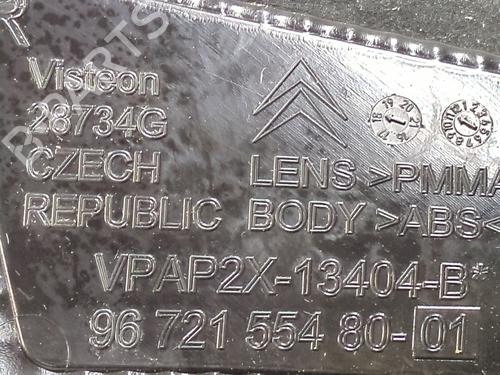 R
Visteon
28734G
CZECH LENS >PMMA
REPUBLIC BODY >ABS<
VPAP2X-13404-B*
96 721 554 80-01